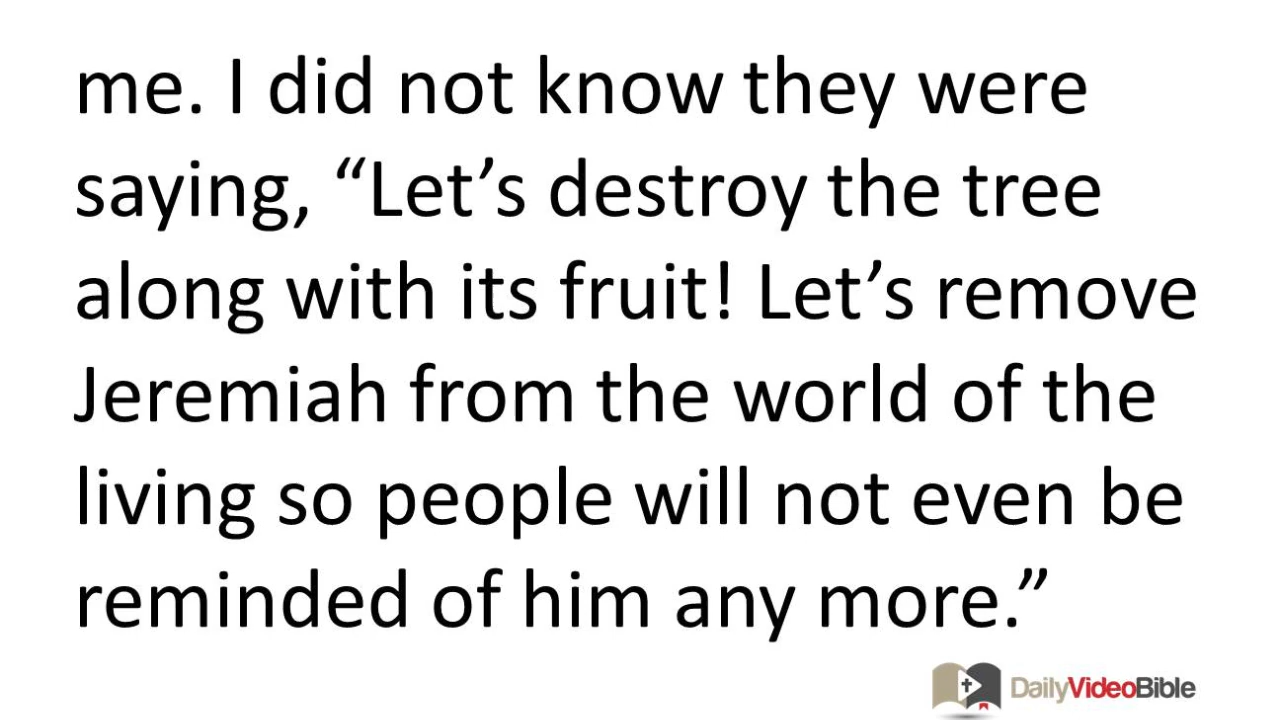 me. I did not know they were
saying, “Let’s destroy the tree
along with its fruit! Let’s remove
Jeremiah from the world of the
living so people will not even be
reminded of him any more.”
DailyVideoBible